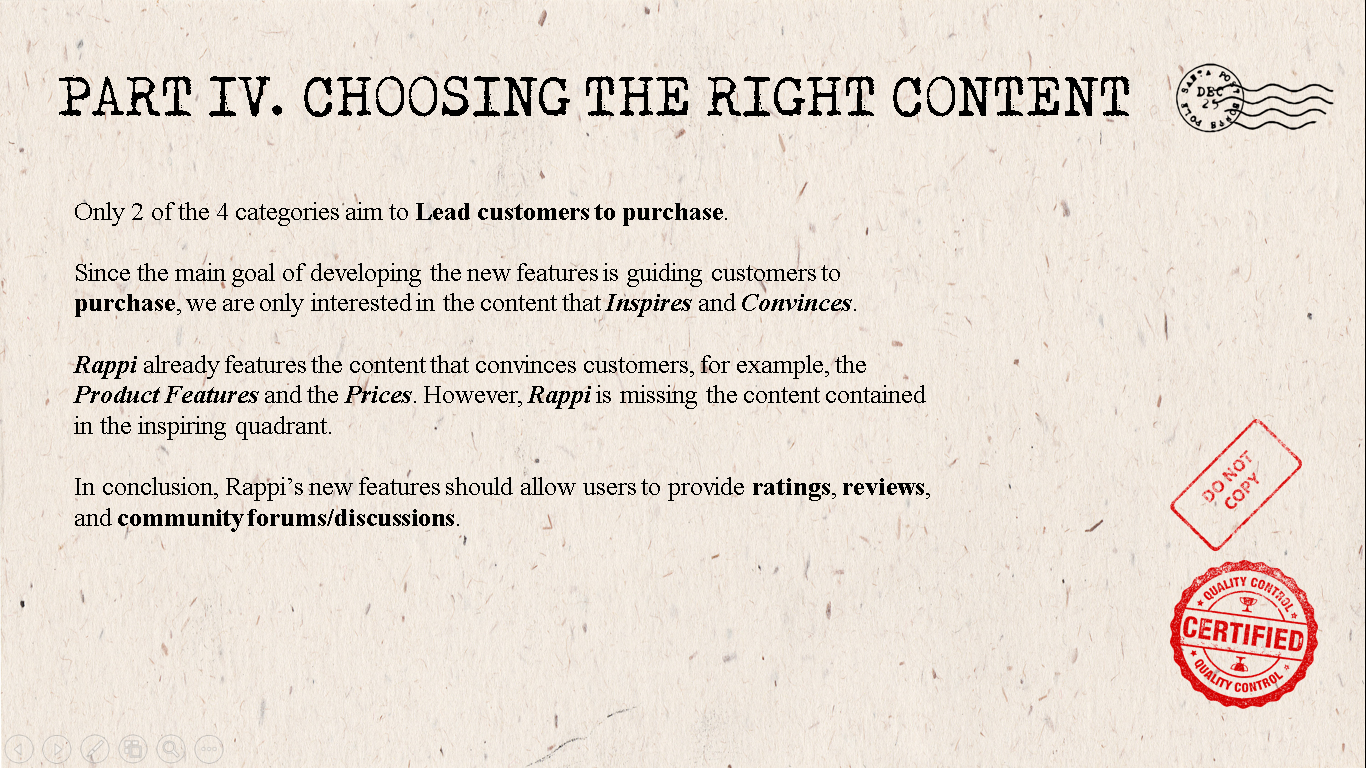 PART IV. CHOOSING THE RIGHT CONTENT
SANTA POST NORTH POLE
DEC
25
Only 2 of the 4 categories aim to Lead customers to purchase.
Since the main goal of developing the new features is guiding customers to
purchase, we are only interested in the content that Inspires and Convinces.
Rappi already features the content that convinces customers, for example, the
Product Features and the Prices. However, Rappi is missing the content contained
in the inspiring quadrant.
In conclusion, Rappi’s new features should allow users to provide ratings, reviews,
and community forums/discussions.
DO NOT
COPY
QUALITY CONTROL
CERTIFIED
QUALITY CONTROL